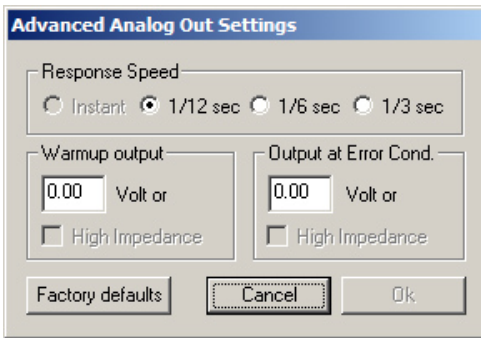 Advanced Analog Out Settings
Response Speed
Instant 1/12 sec 1/6 sec 1/3 sec
Warmup output
0.00 Volt or
High Impedance
Output at Error Cond.
0.00 Volt or
High Impedance
Factory defaults Cancel Ok